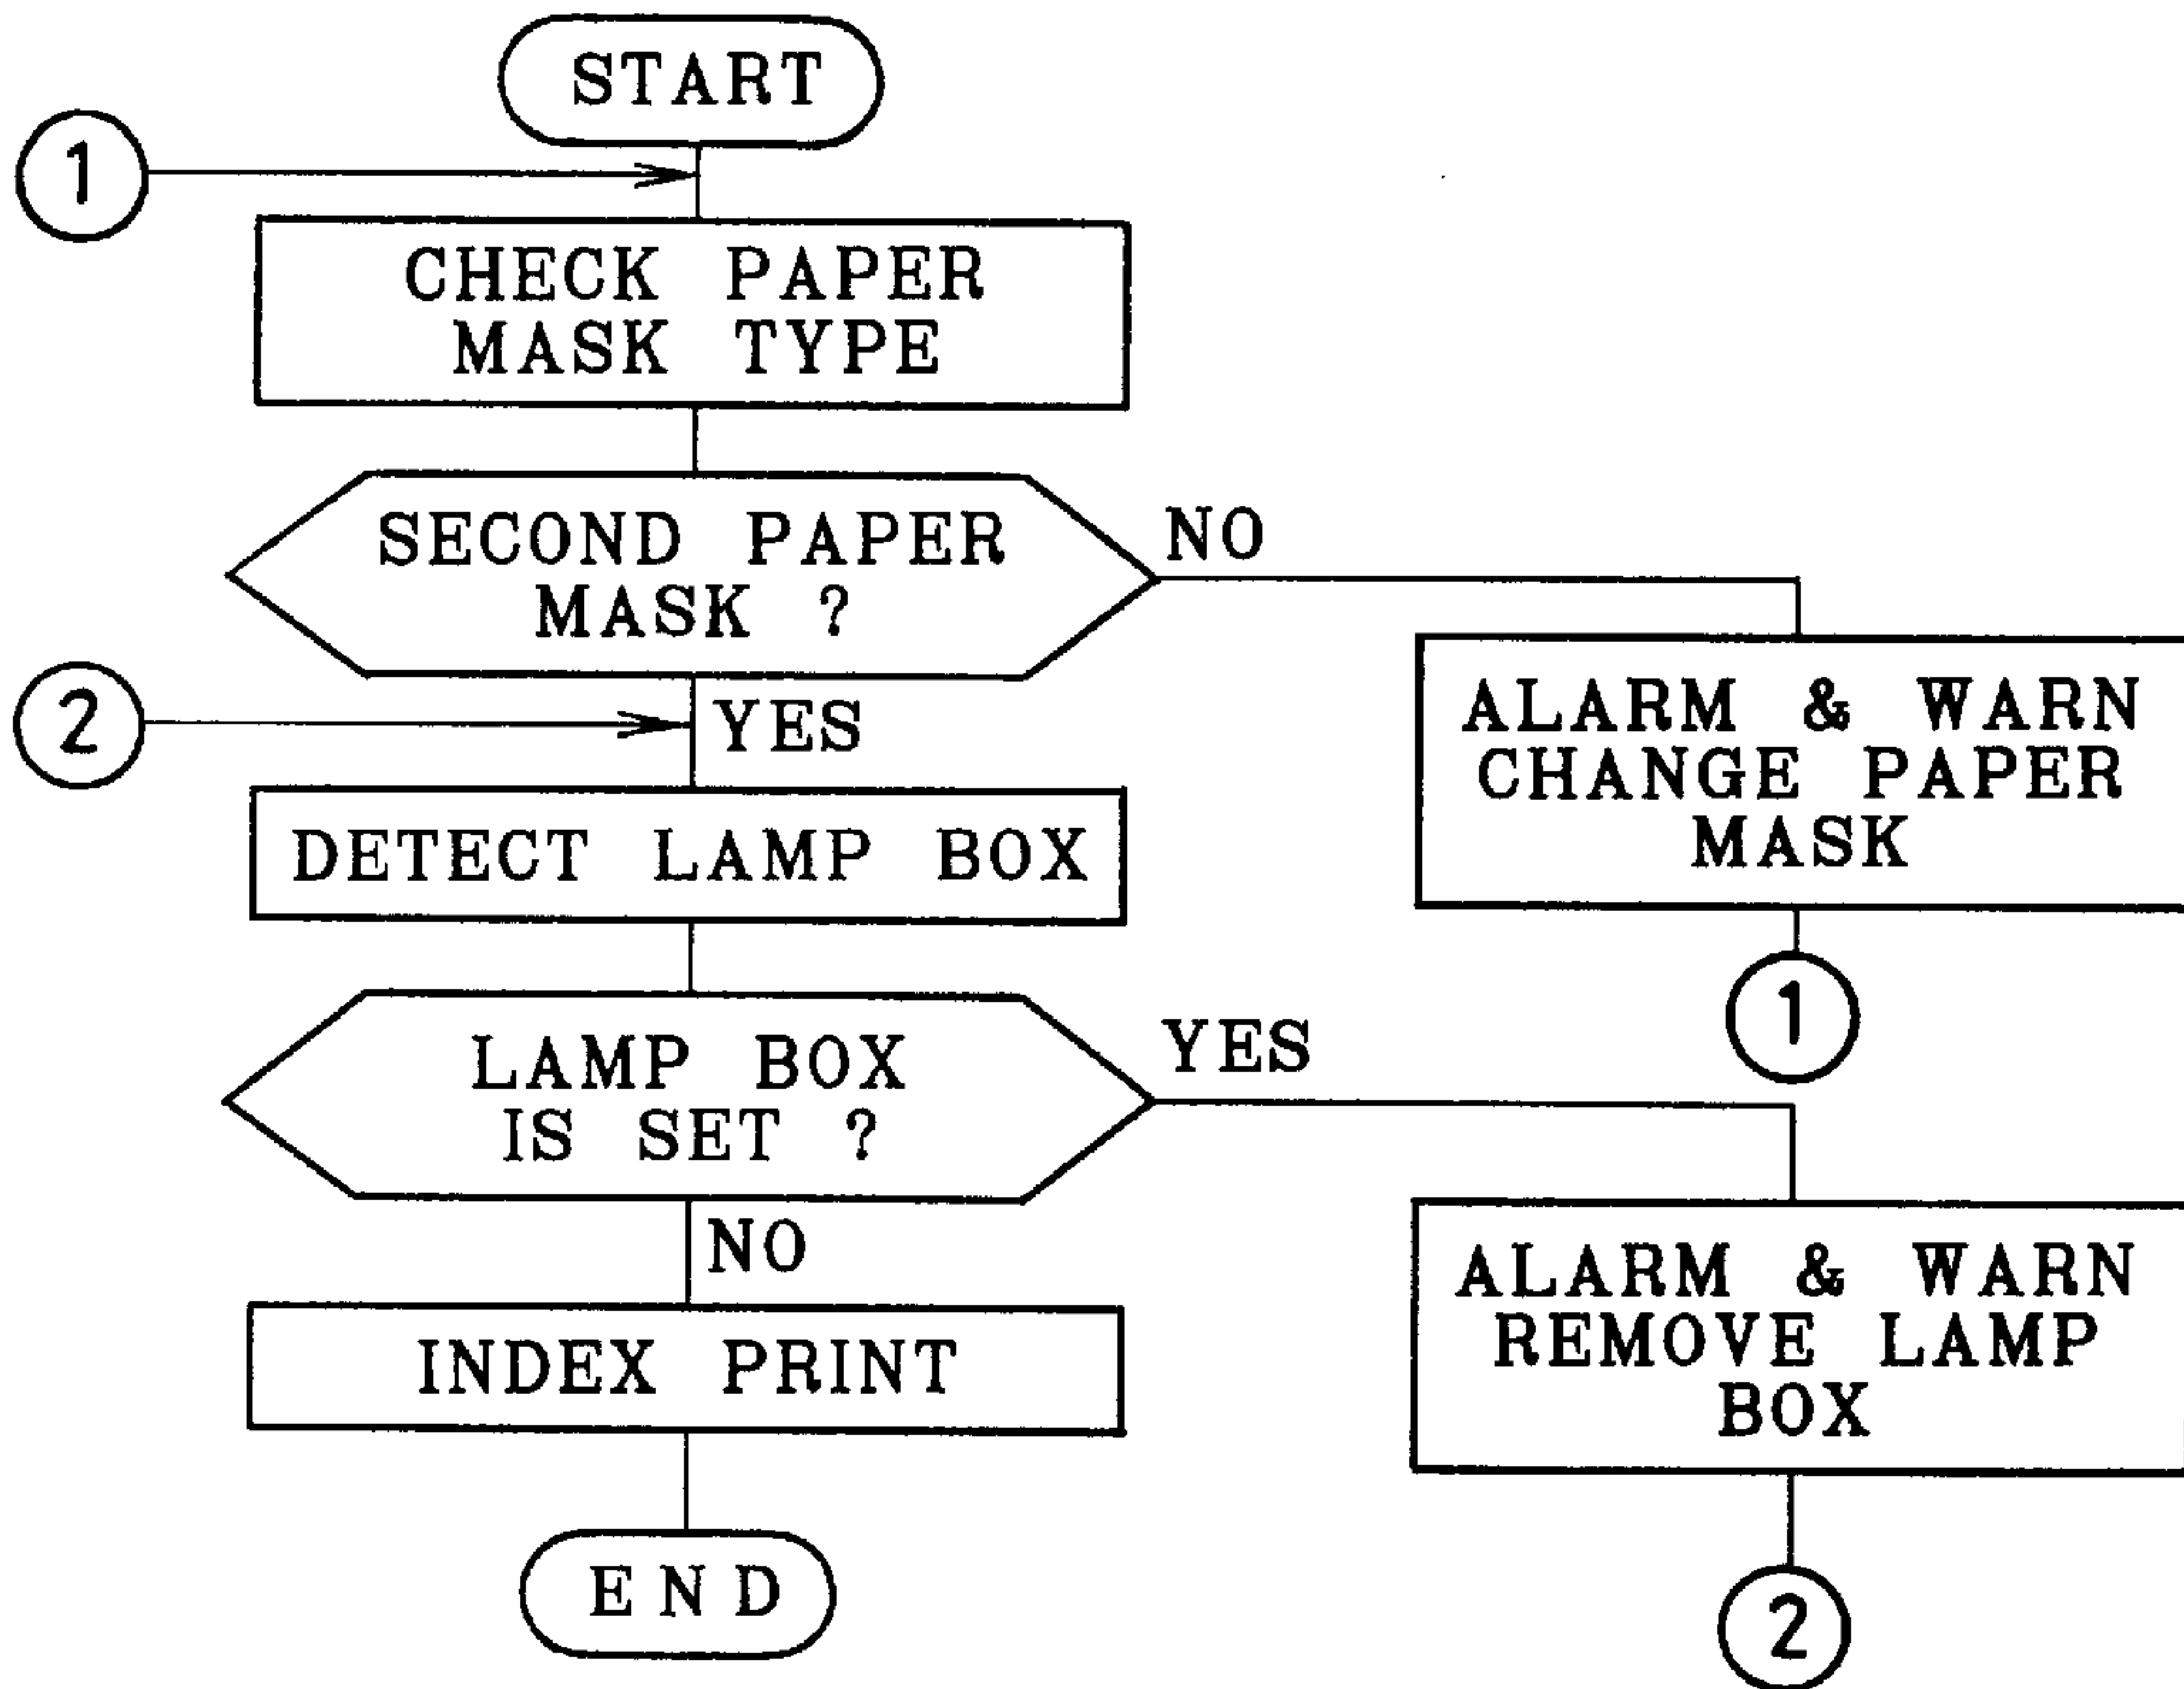 START
1
CHECK PAPER
MASK TYPE
SECOND PAPER
MASK ?
NO
ALARM & WARN
CHANGE PAPER
MASK
1
2
YES
DETECT LAMP BOX
LAMP BOX
IS SET ?
YES
ALARM & WARN
REMOVE LAMP
BOX
2
NO
INDEX PRINT
END